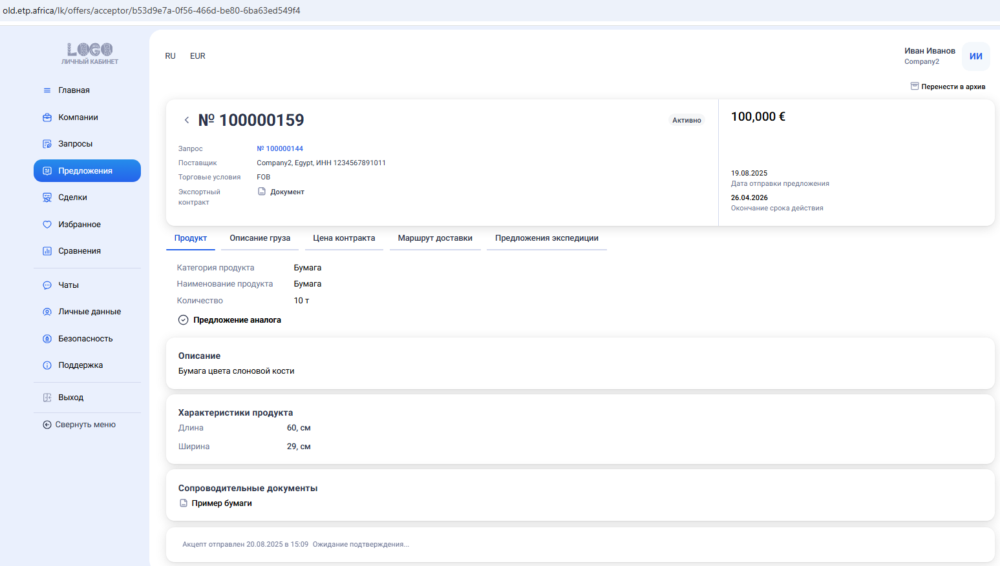 old.etp.africa/lk/offers/acceptor/b53d9e7a-0f56-466d-be80-6ba63ed549f4
LOGO
ЛИЧНЫЙ КАБИНЕТ
Главная
Компании
Запросы
Предложения
Сделки
Избранное
Сравнения
Чаты
Личные данные
Безопасность
Поддержка
Выход
Свернуть меню
RU EUR
Иван Иванов
Company2
ИИ
Перенести в архив
№ 100000159
Активно
Запрос № 100000144
Поставщик Company2, Egypt, ИНН 1234567891011
Торговые условия FOB
Экспортный контракт Документ
100,000 €
19.08.2025
Дата отправки предложения
26.04.2026
Окончание срока действия
Продукт Описание груза Цена контракта Маршрут доставки Предложения экспедиции
Категория продукта Бумага
Наименование продукта Бумага
Количество 10 т
Предложение аналога
Описание
Бумага цвета слоновой кости
Характеристики продукта
Длина 60, см
Ширина 29, см
Сопроводительные документы
Пример бумаги
Акцепт отправлен 20.08.2025 в 15:09 Ожидание подтверждения...